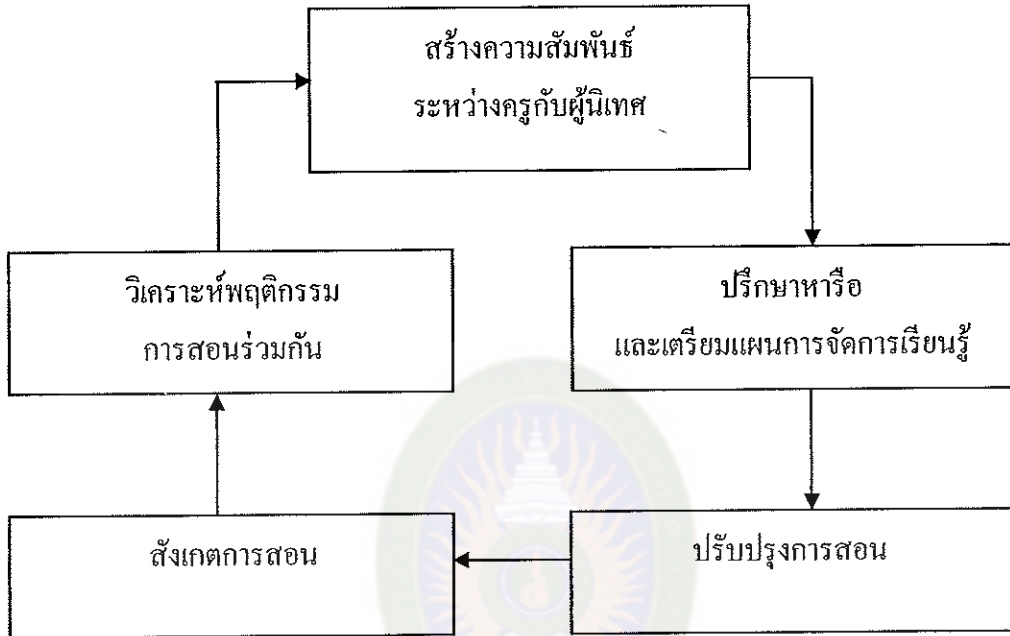 สร้างความสัมพันธ์
ระหว่างครูกับผู้นิเทศ
วิเคราะห์พฤติกรรม
การสอนร่วมกัน
ปรึกษาหารือ
และเตรียมแผนการจัดการเรียนรู้
สังเกตการสอน
ปรับปรุงการสอน